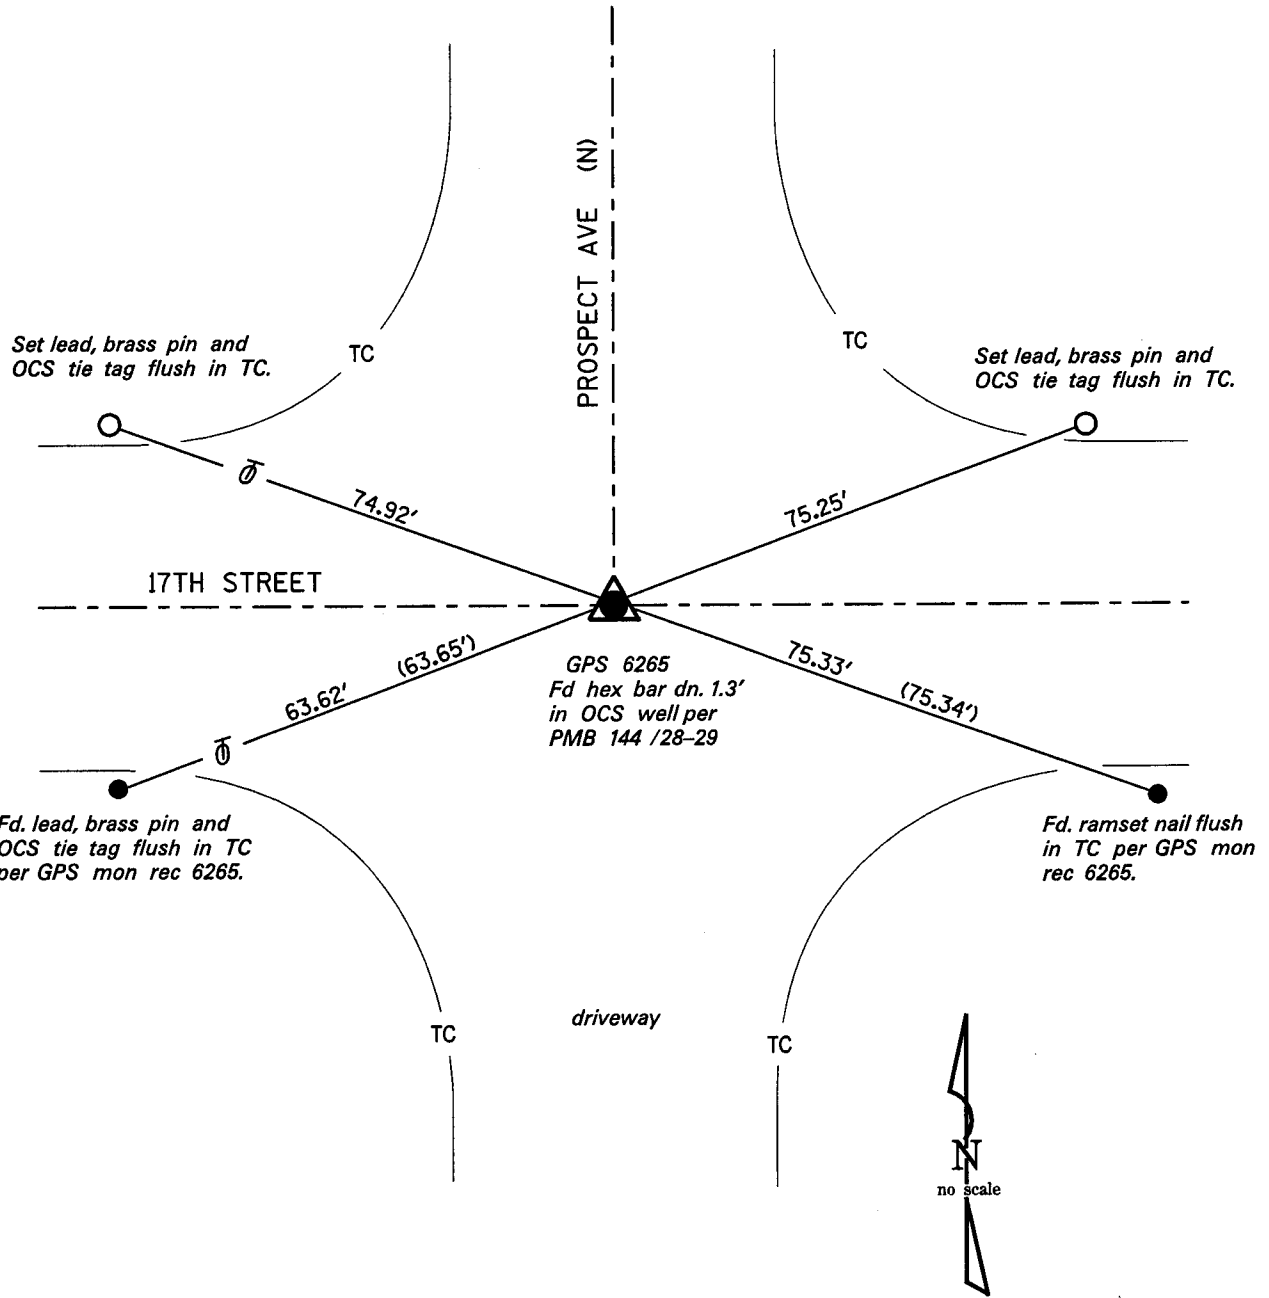 PROSPECT AVE (N)
TC
TC
Set lead, brass pin and
OCS tie tag flush in TC.
Set lead, brass pin and
OCS tie tag flush in TC.
74.92'
75.25'
17TH STREET
(63.65')
63.62'
75.33'
(75.34')
GPS 6265
Fd hex bar dn. 1.3'
in OCS well per
PMB 144 /28–29
Fd. lead, brass pin and
OCS tie tag flush in TC
per GPS mon rec 6265.
Fd. ramset nail flush
in TC per GPS mon
rec 6265.
driveway
TC
TC
N
no scale